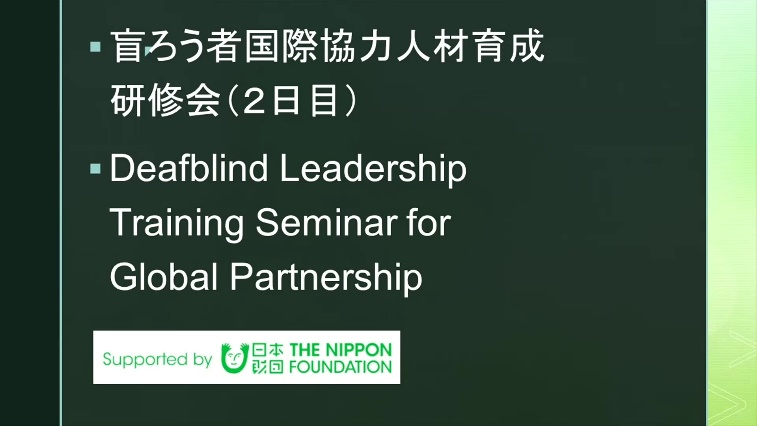 盲ろう者国際協力人材育成
研修会（２日目）
Deafblind Leadership
Training Seminar for
Global Partnership
Supported by 日本財団 THE NIPPON FOUNDATION